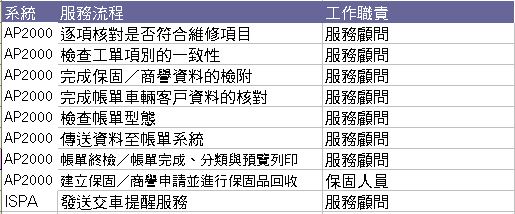 系統 服務流程 工作職責
AP2000 逐項核對是否符合維修項目 服務顧問
AP2000 檢查工單項別的一致性 服務顧問
AP2000 完成保固／商譽資料的檢附 服務顧問
AP2000 完成帳單車輛客戶資料的核對 服務顧問
AP2000 檢查帳單型態 服務顧問
AP2000 傳送資料至帳單系統 服務顧問
AP2000 帳單終檢／帳單完成、分類與預覽列印 服務顧問
AP2000 建立保固／商譽申請並進行保固品回收 保固人員
ISPA 發送交車提醒服務 服務顧問